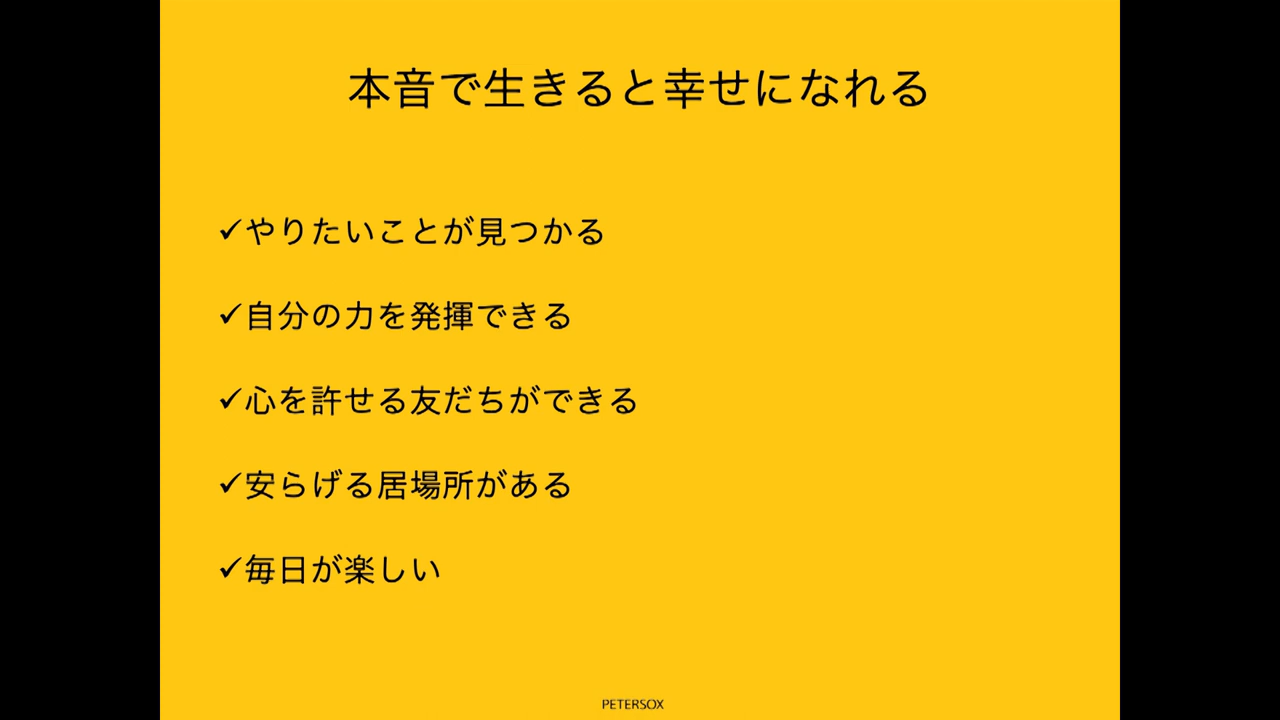 本音で生きると幸せになれる
✓やりたいことが見つかる
✓自分の力を発揮できる
✓心を許せる友だちができる
✓安らげる居場所がある
✓毎日が楽しい
PETERSOX